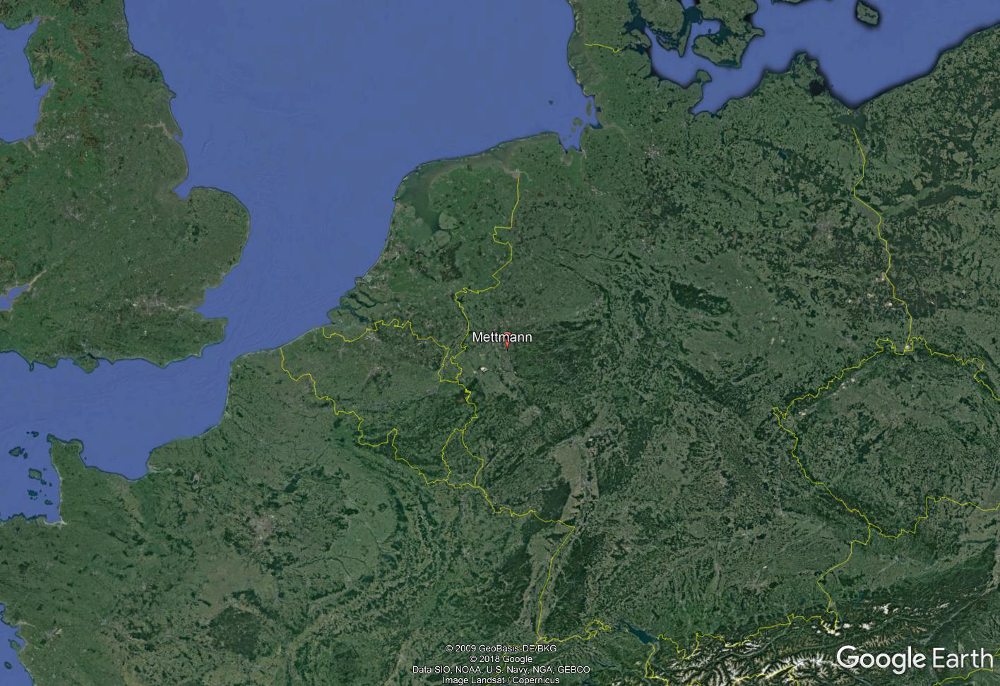 Mettmann
© 2009 GeoBasis-DE/BKG
© 2018 Google
Data SIO, NOAA, U.S. Navy, NGA, GEBCO
Image Landsat / Copernicus
Google Earth